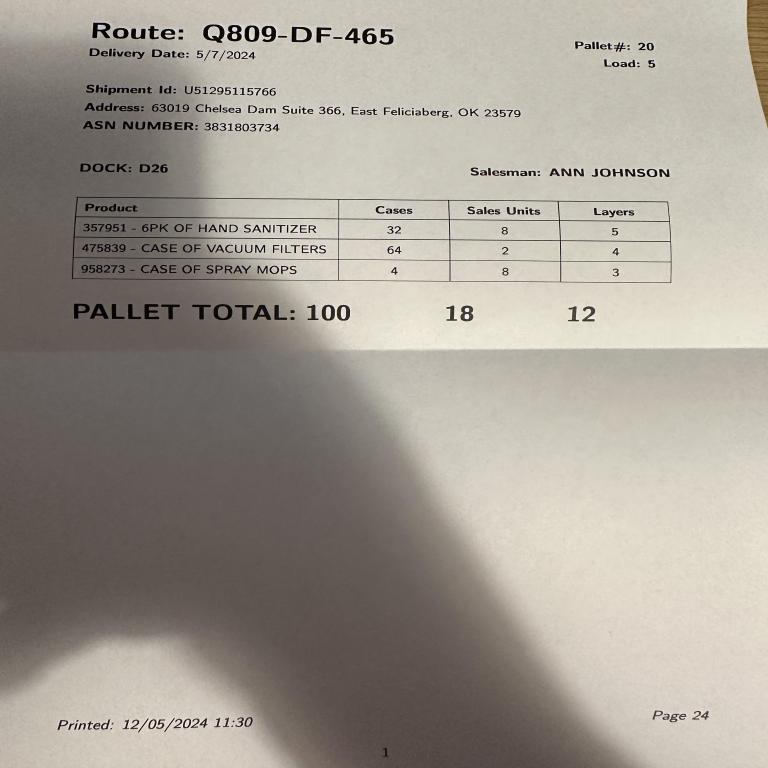 Route: Q809-DF-465
Delivery Date: 5/7/2024
Pallet#: 20
Load: 5
Shipment Id: U51295115766
Address: 63019 Chelsea Dam Suite 366, East Feliciaberg, OK 23579
ASN NUMBER: 3831803734
DOCK: D26
Salesman: ANN JOHNSON
Product Cases Sales Units Layers
357951 - 6PK OF HAND SANITIZER 32 8 5
475839 - CASE OF VACUUM FILTERS 64 2 4
958273 - CASE OF SPRAY MOPS 4 8 3
PALLET TOTAL: 100 18 12
Printed: 12/05/2024 11:30
Page 24
1